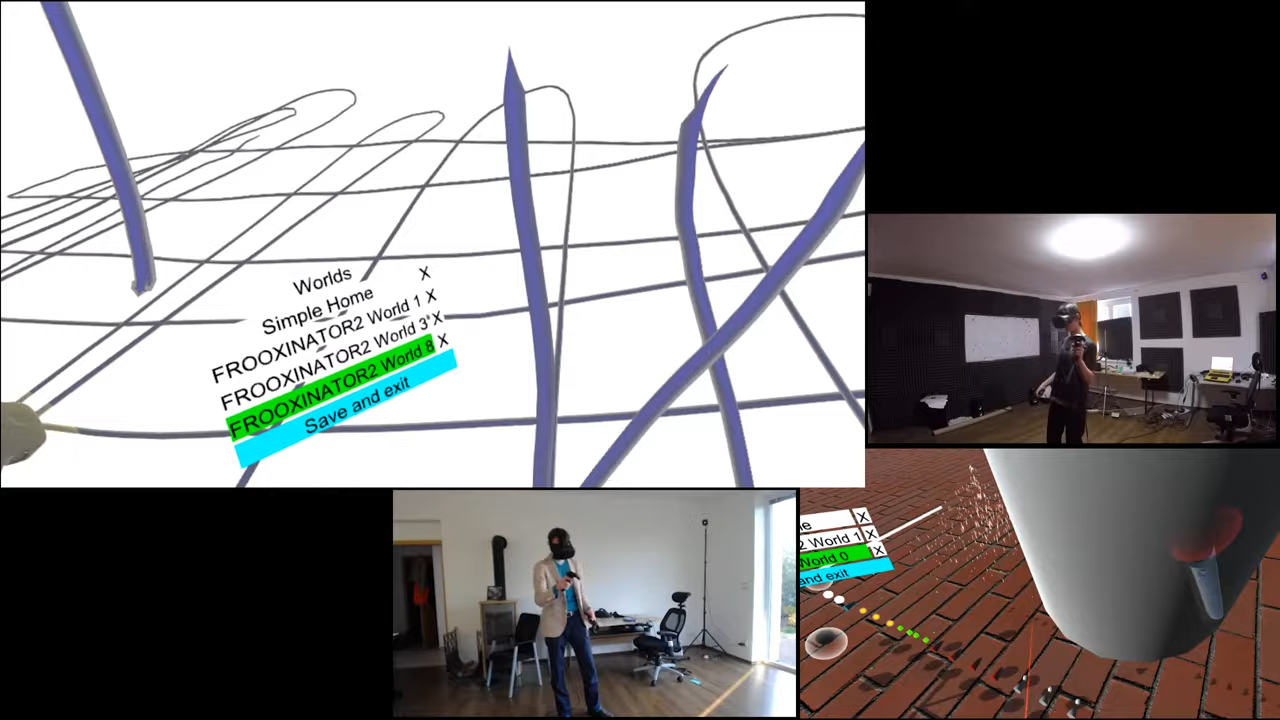 Worlds
Simple Home X
FROOXINATOR2 World 1 X
FROOXINATOR2 World 3 X
FROOXINATOR2 World 8 X
Save and exit
X
2 World 1 X
World 0 X
and exit